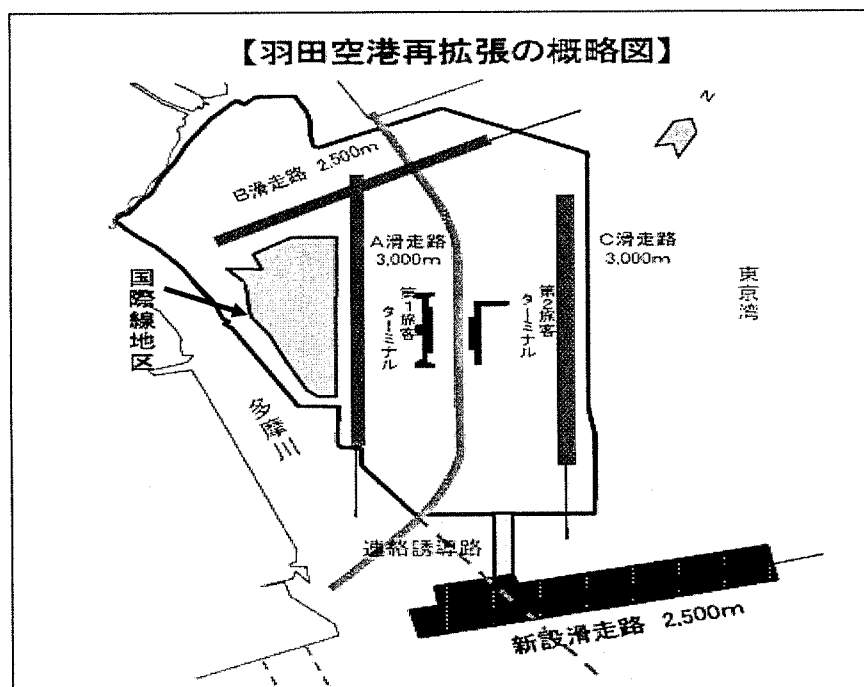 【羽田空港再拡張の概略図】
N
B滑走路 2,500m
A滑走路
3,000m
C滑走路
3,000m
国際線地区
第1旅客
ターミナル
第2旅客
ターミナル
東京湾
多摩川
連絡誘導路
新設滑走路 2,500m